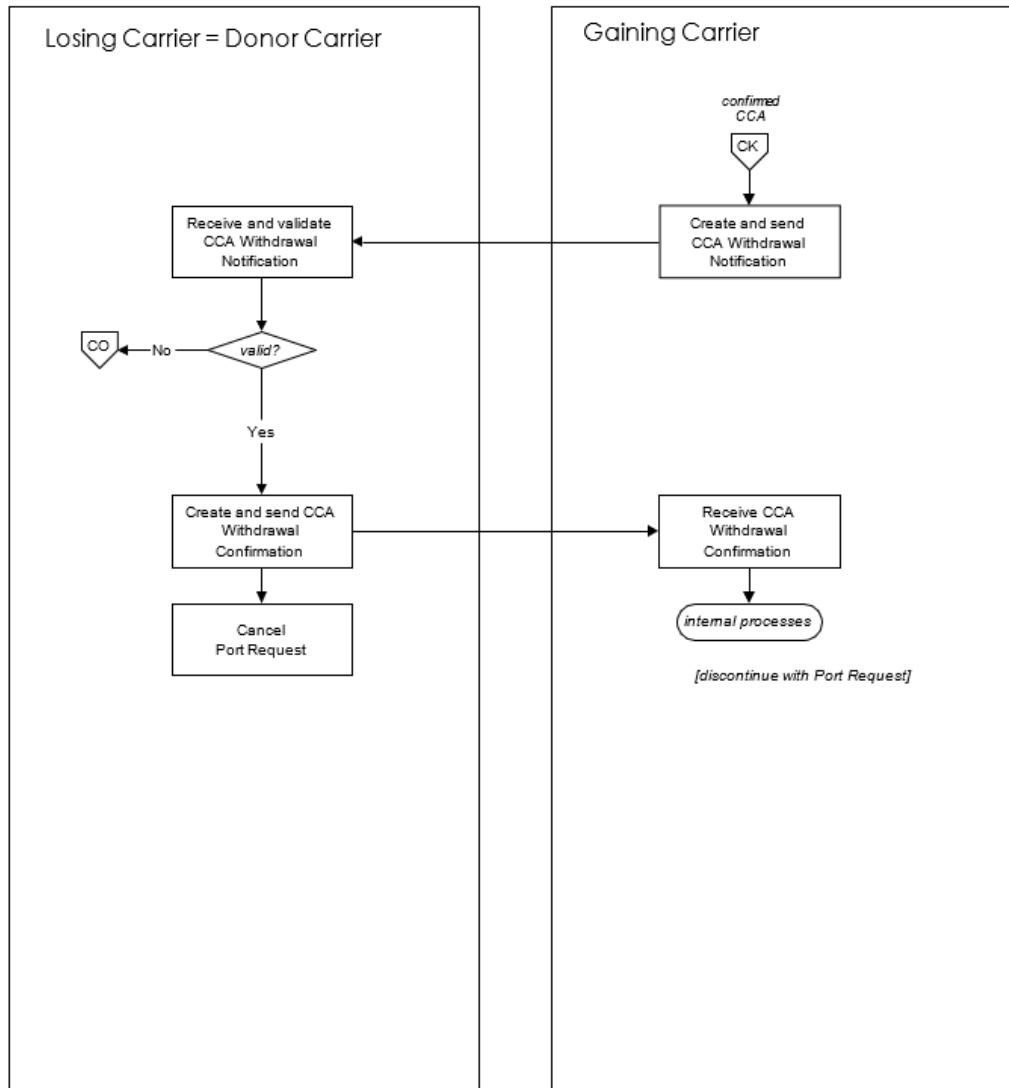 Losing Carrier = Donor Carrier
Gaining Carrier
confirmed
CCA
CK
Receive and validate
CCA Withdrawal
Notification
Create and send
CCA Withdrawal
Notification
CO
No
valid?
Yes
Create and send CCA
Withdrawal
Confirmation
Receive CCA
Withdrawal
Confirmation
Cancel
Port Request
internal processes
[discontinue with Port Request]